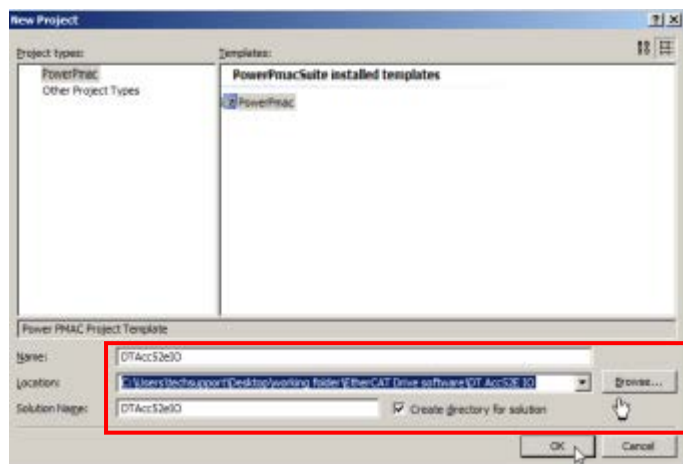 New Project
Project types:
Templates:
PowerPmac
Other Project Types
PowerPmacSuite installed templates
PowerPmac
Power PMAC Project Template
Name:
DTAcc52eIO
Location:
C:\Users\techsupport\Desktop\working folder\EtherCAT Drive software\DT Acc52E IO
Browse...
Solution Name:
DTAcc52eIO
Create directory for solution
OK
Cancel